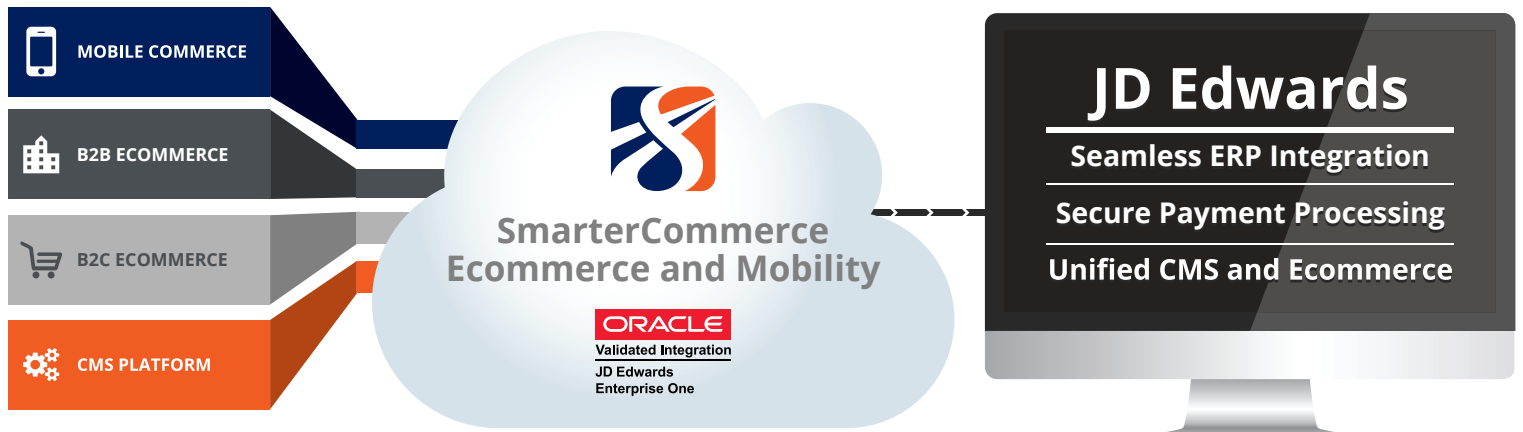 MOBILE COMMERCE
B2B ECOMMERCE
B2C ECOMMERCE
CMS PLATFORM
SmarterCommerce
Ecommerce and Mobility
ORACLE
Validated Integration
JD Edwards
Enterprise One
JD Edwards
Seamless ERP Integration
Secure Payment Processing
Unified CMS and Ecommerce